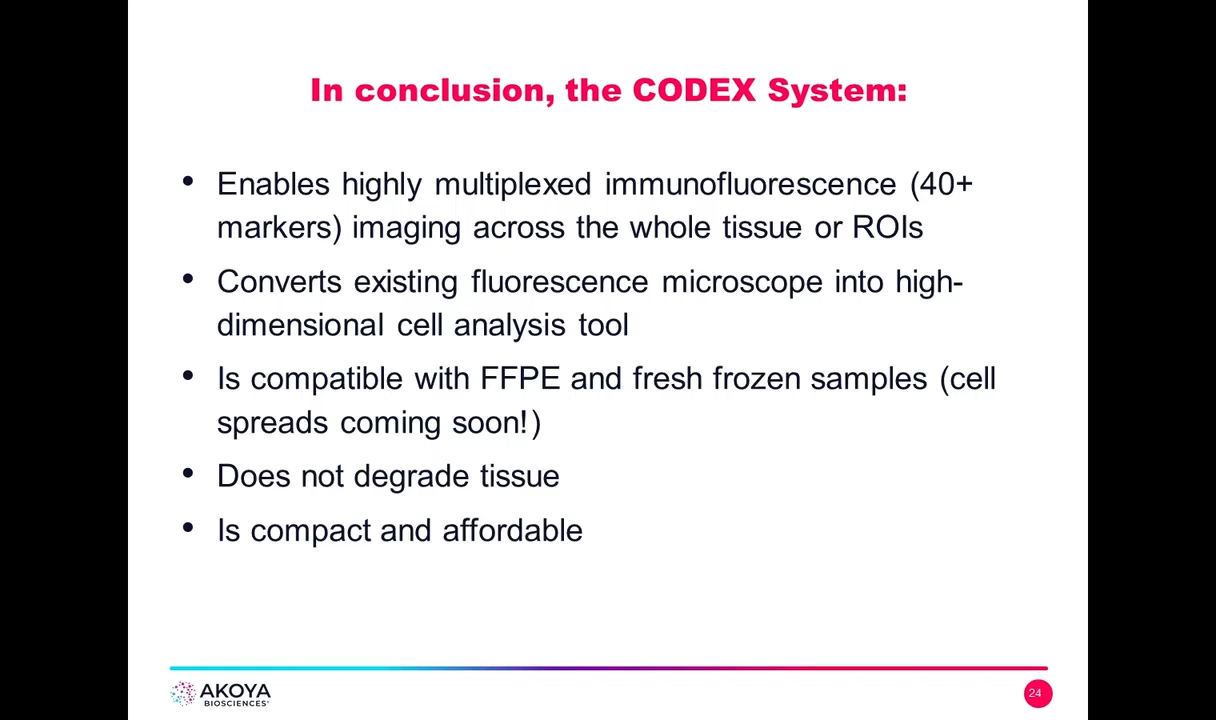 In conclusion, the CODEX System:
• Enables highly multiplexed immunofluorescence (40+
markers) imaging across the whole tissue or ROIs
• Converts existing fluorescence microscope into high-
dimensional cell analysis tool
• Is compatible with FFPE and fresh frozen samples (cell
spreads coming soon!)
• Does not degrade tissue
• Is compact and affordable
AKOYA
BIOSCIENCES
24